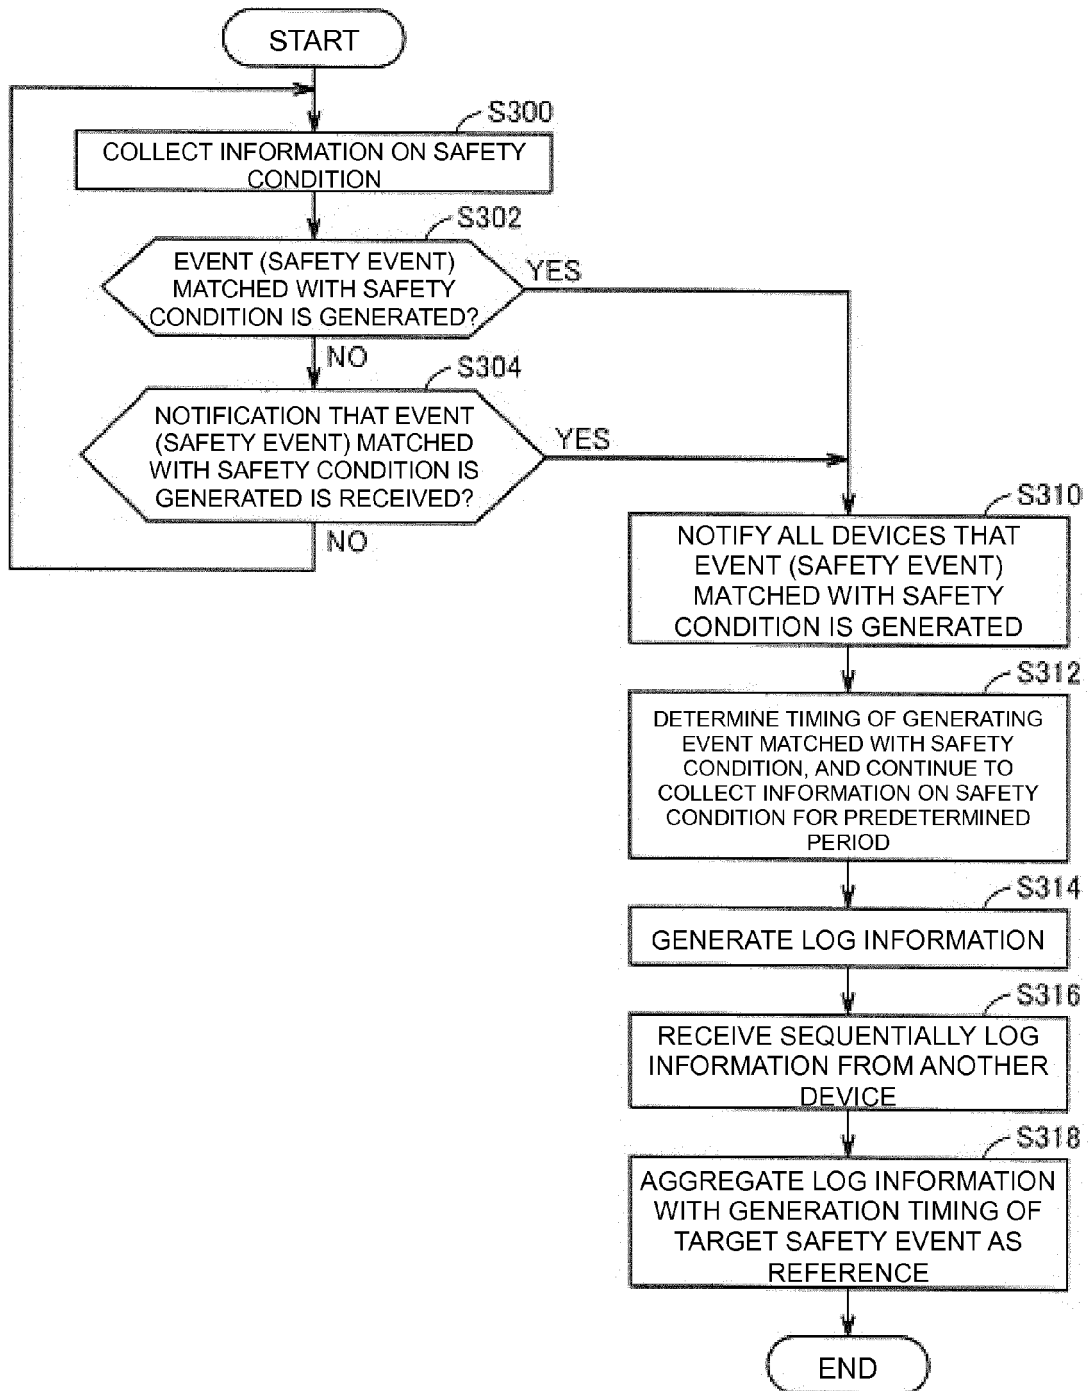 START
S300
COLLECT INFORMATION ON SAFETY
CONDITION
S302
EVENT (SAFETY EVENT)
MATCHED WITH SAFETY
CONDITION IS GENERATED?
YES
NO
S304
NOTIFICATION THAT EVENT
(SAFETY EVENT) MATCHED
WITH SAFETY CONDITION IS
GENERATED IS RECEIVED?
YES
NO
S310
NOTIFY ALL DEVICES THAT
EVENT (SAFETY EVENT)
MATCHED WITH SAFETY
CONDITION IS GENERATED
S312
DETERMINE TIMING OF GENERATING
EVENT MATCHED WITH SAFETY
CONDITION, AND CONTINUE TO
COLLECT INFORMATION ON SAFETY
CONDITION FOR PREDETERMINED
PERIOD
S314
GENERATE LOG INFORMATION
S316
RECEIVE SEQUENTIALLY LOG
INFORMATION FROM ANOTHER
DEVICE
S318
AGGREGATE LOG INFORMATION
WITH GENERATION TIMING OF
TARGET SAFETY EVENT AS
REFERENCE
END